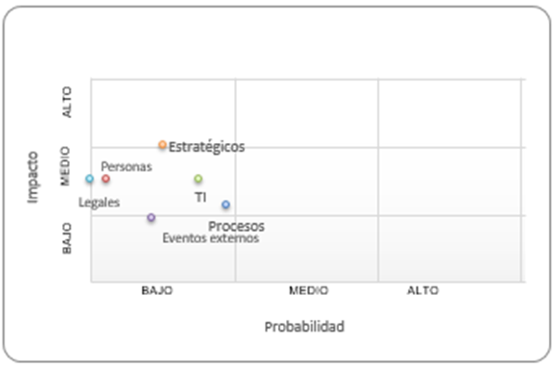 ALTO
Estratégicos
Impacto
MEDIO
Personas
Legales
TI
Procesos
BAJO
Eventos externos
BAJO MEDIO ALTO
Probabilidad